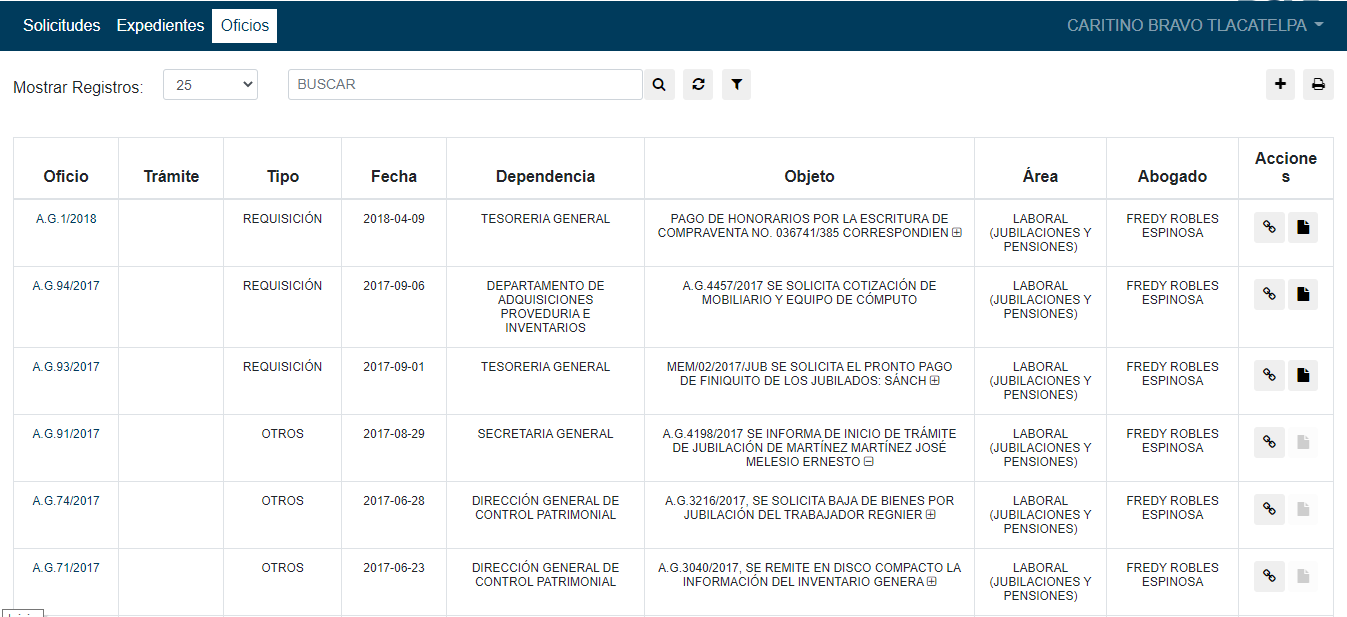 Solicitudes Expedientes Oficios CARITINO BRAVO TLACATELPA
Mostrar Registros: 25 BUSCAR
Oficio Trámite Tipo Fecha Dependencia Objeto Área Abogado Accione
s
A.G.1/2018 REQUISICIÓN 2018-04-09 TESORERIA GENERAL PAGO DE HONORARIOS POR LA ESCRITURA DE LABORAL FREDY ROBLES
COMPRAVENTA NO. 036741/385 CORRESPONDIEN (JUBILACIONES Y ESPINOSA
PENSIONES)
A.G.94/2017 REQUISICIÓN 2017-09-06 DEPARTAMENTO DE A.G.4457/2017 SE SOLICITA COTIZACIÓN DE LABORAL FREDY ROBLES
ADQUISICIONES MOBILIARIO Y EQUIPO DE CÓMPUTO (JUBILACIONES Y ESPINOSA
PROVEDURIA E PENSIONES)
INVENTARIOS
A.G.93/2017 REQUISICIÓN 2017-09-01 TESORERIA GENERAL MEM/02/2017/JUB SE SOLICITA EL PRONTO PAGO LABORAL FREDY ROBLES
DE FINIQUITO DE LOS JUBILADOS: SÁNCH (JUBILACIONES Y ESPINOSA
PENSIONES)
A.G.91/2017 OTROS 2017-08-29 SECRETARIA GENERAL A.G.4198/2017 SE INFORMA DE INICIO DE TRÁMITE LABORAL FREDY ROBLES
DE JUBILACIÓN DE MARTÍNEZ MARTÍNEZ JOSÉ (JUBILACIONES Y ESPINOSA
MELESIO ERNESTO PENSIONES)
A.G.74/2017 OTROS 2017-06-28 DIRECCIÓN GENERAL DE A.G.3216/2017, SE SOLICITA BAJA DE BIENES POR LABORAL FREDY ROBLES
CONTROL PATRIMONIAL JUBILACIÓN DEL TRABAJADOR REGNIER (JUBILACIONES Y ESPINOSA
PENSIONES)
A.G.71/2017 OTROS 2017-06-23 DIRECCIÓN GENERAL DE A.G.3040/2017, SE REMITE EN DISCO COMPACTO LA LABORAL FREDY ROBLES
CONTROL PATRIMONIAL INFORMACIÓN DEL INVENTARIO GENERA (JUBILACIONES Y ESPINOSA
PENSIONES)